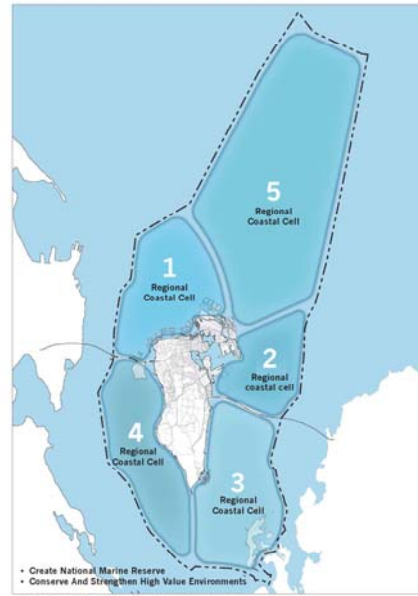 5
Regional
Coastal Cell
1
Regional
Coastal Cell
2
Regional
coastal cell
4
Regional
Coastal Cell
3
Regional
Coastal Cell
• Create National Marine Reserve
• Conserve And Strengthen High Value Environments